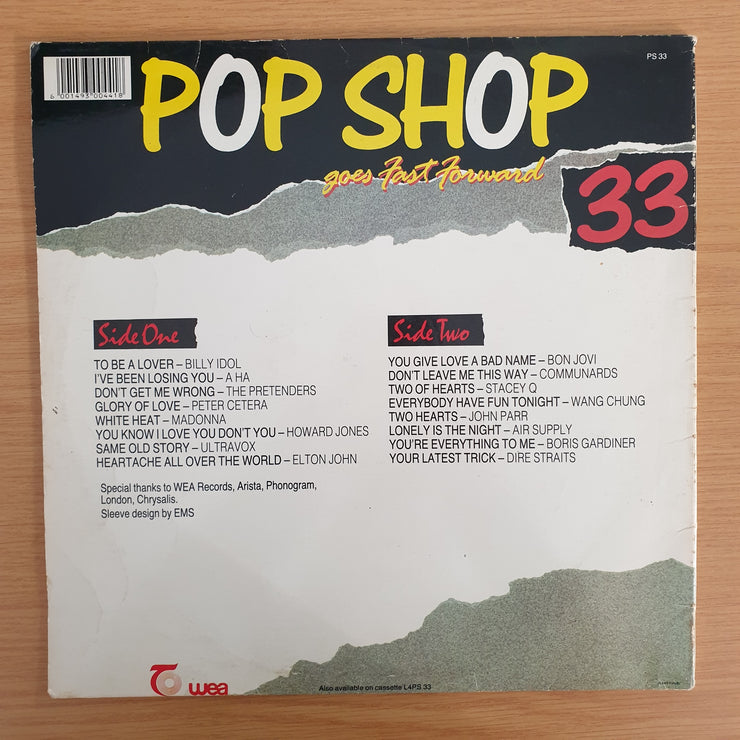 6 001493 004418
PS 33
POP SHOP
goes Fast Forward
33
Side One
TO BE A LOVER – BILLY IDOL
I'VE BEEN LOSING YOU – A HA
DON'T GET ME WRONG – THE PRETENDERS
GLORY OF LOVE – PETER CETERA
WHITE HEAT – MADONNA
YOU KNOW I LOVE YOU DON'T YOU – HOWARD JONES
SAME OLD STORY – ULTRAVOX
HEARTACHE ALL OVER THE WORLD – ELTON JOHN
Special thanks to WEA Records, Arista, Phonogram,
London, Chrysalis.
Sleeve design by EMS
Side Two
YOU GIVE LOVE A BAD NAME – BON JOVI
DON'T LEAVE ME THIS WAY – COMMUNARDS
TWO OF HEARTS – STACEY Q
EVERYBODY HAVE FUN TONIGHT – WANG CHUNG
TWO HEARTS – JOHN PARR
LONELY IS THE NIGHT – AIR SUPPLY
YOU'RE EVERYTHING TO ME – BORIS GARDINER
YOUR LATEST TRICK – DIRE STRAITS
wea
Also available on cassette L4PS 33